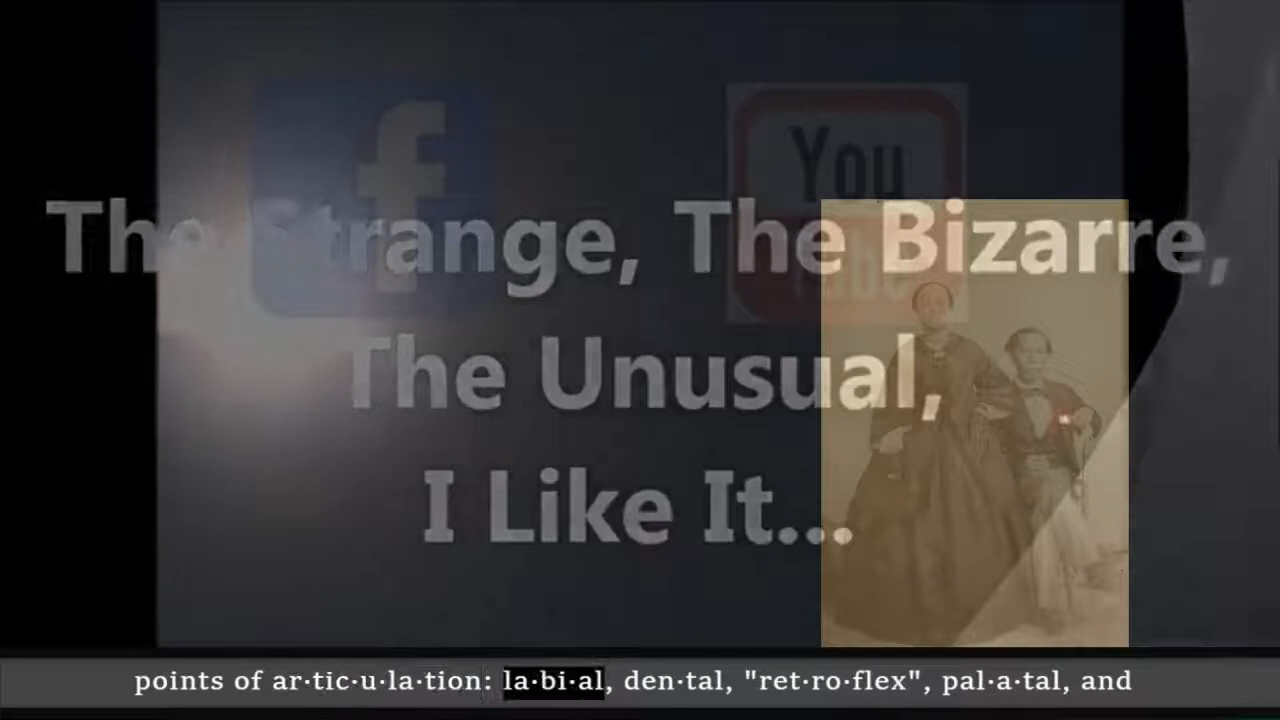 f
You
Tube
The Strange, The Bizarre,
The Unusual,
I Like It...
points of ar·tic·u·la·tion: la·bi·al, den·tal, "ret·ro·flex", pal·a·tal, and